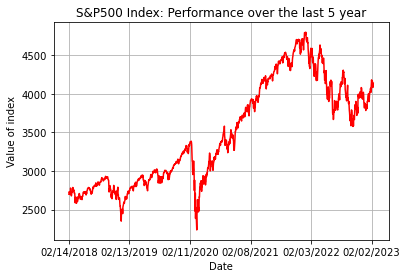 S&P500 Index: Performance over the last 5 year
Value of index
4500
4000
3500
3000
2500
02/14/2018 02/13/2019 02/11/2020 02/08/2021 02/03/2022 02/02/2023
Date